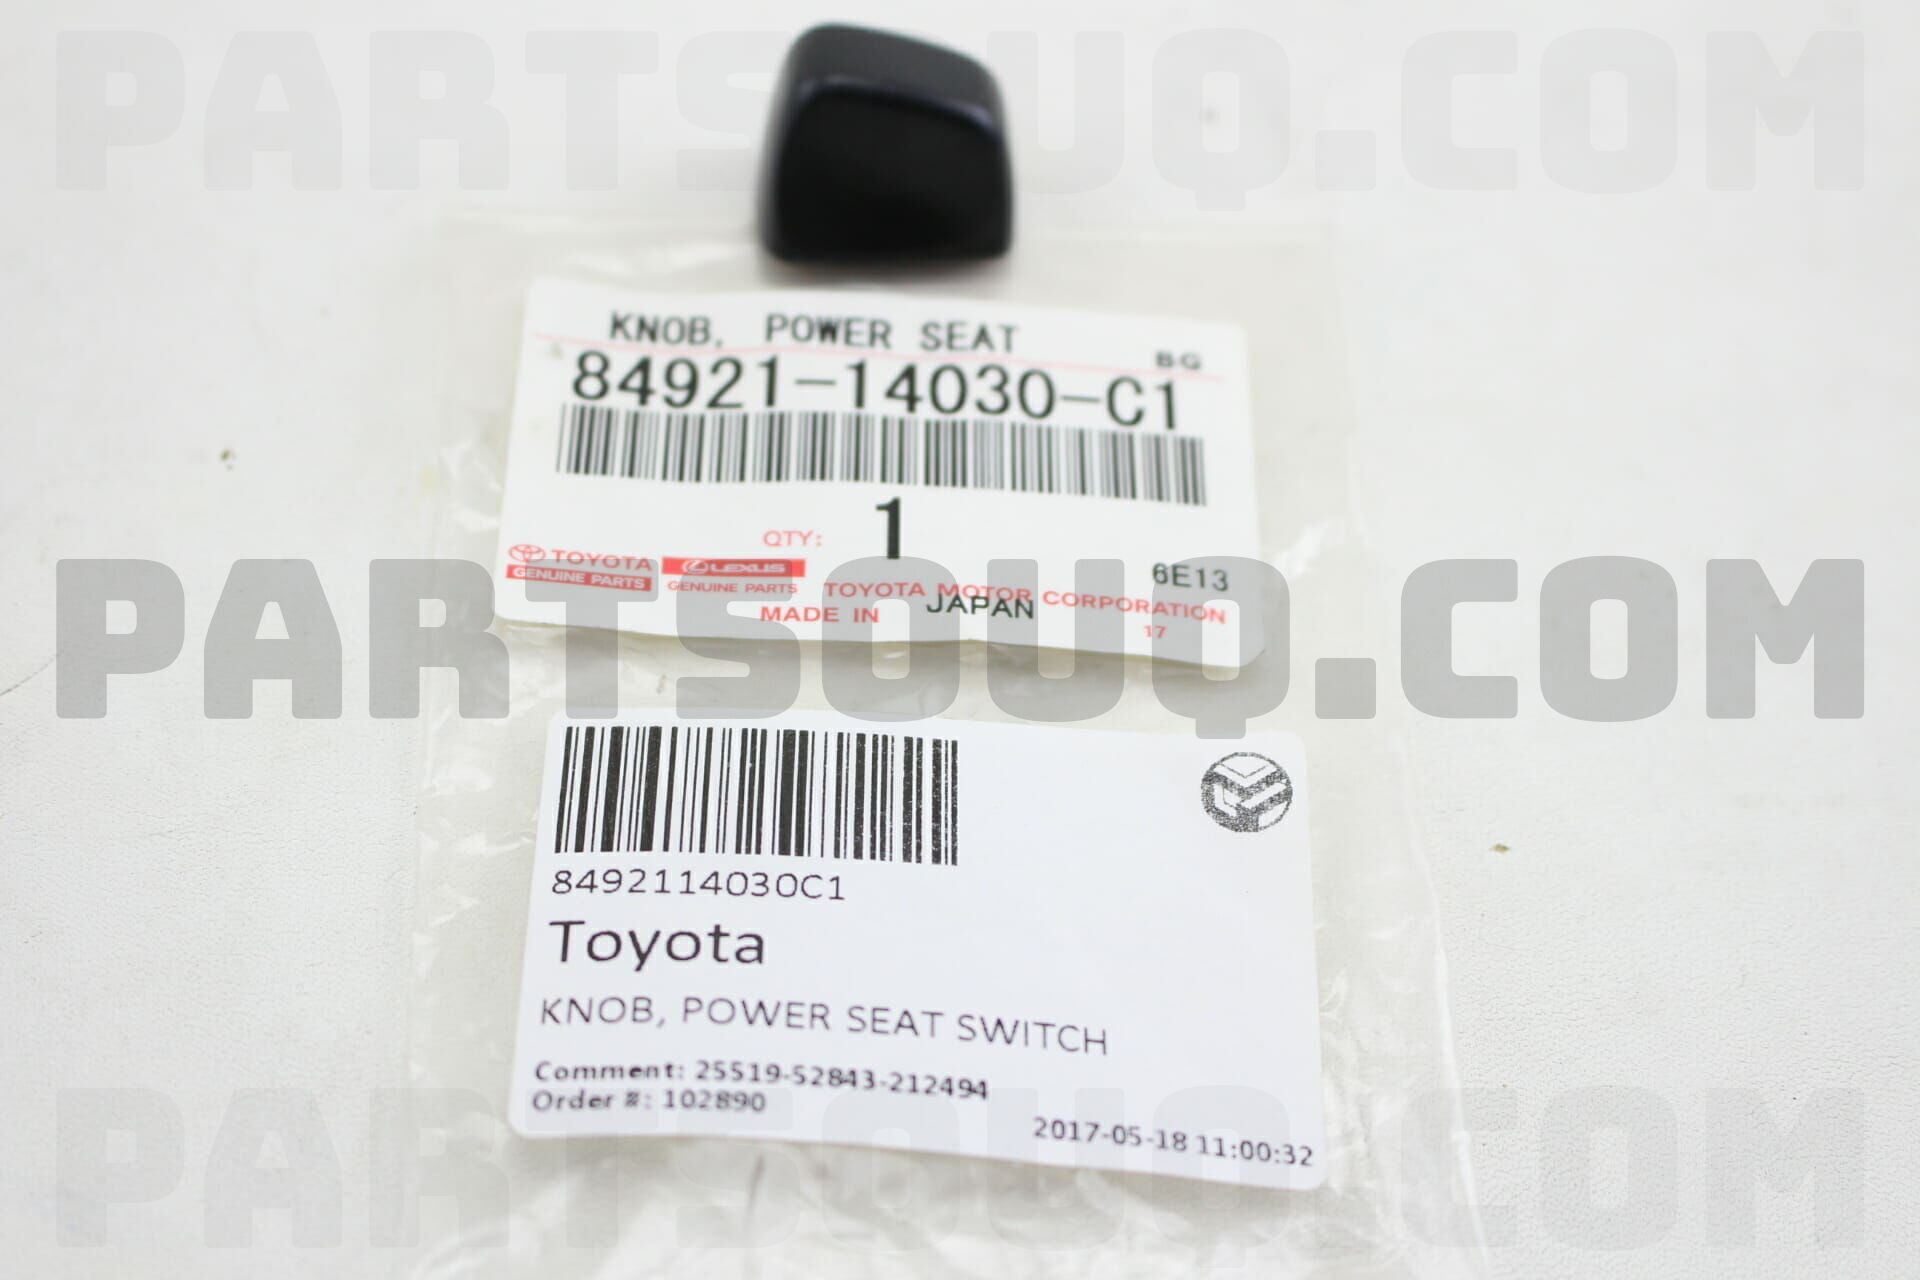 PARTSOUQ.COM
KNOB, POWER SEAT
BG
84921-14030-C1
QTY: 1
TOYOTA
GENUINE PARTS
LEXUS
GENUINE PARTS
6E13
TOYOTA MOTOR CORPORATION
MADE IN JAPAN
17
PARTSOUQ.COM
8492114030C1
Toyota
KNOB, POWER SEAT SWITCH
Comment: 25519-52843-212494
Order #: 102890
2017-05-18 11:00:32
PARTSOUQ.COM